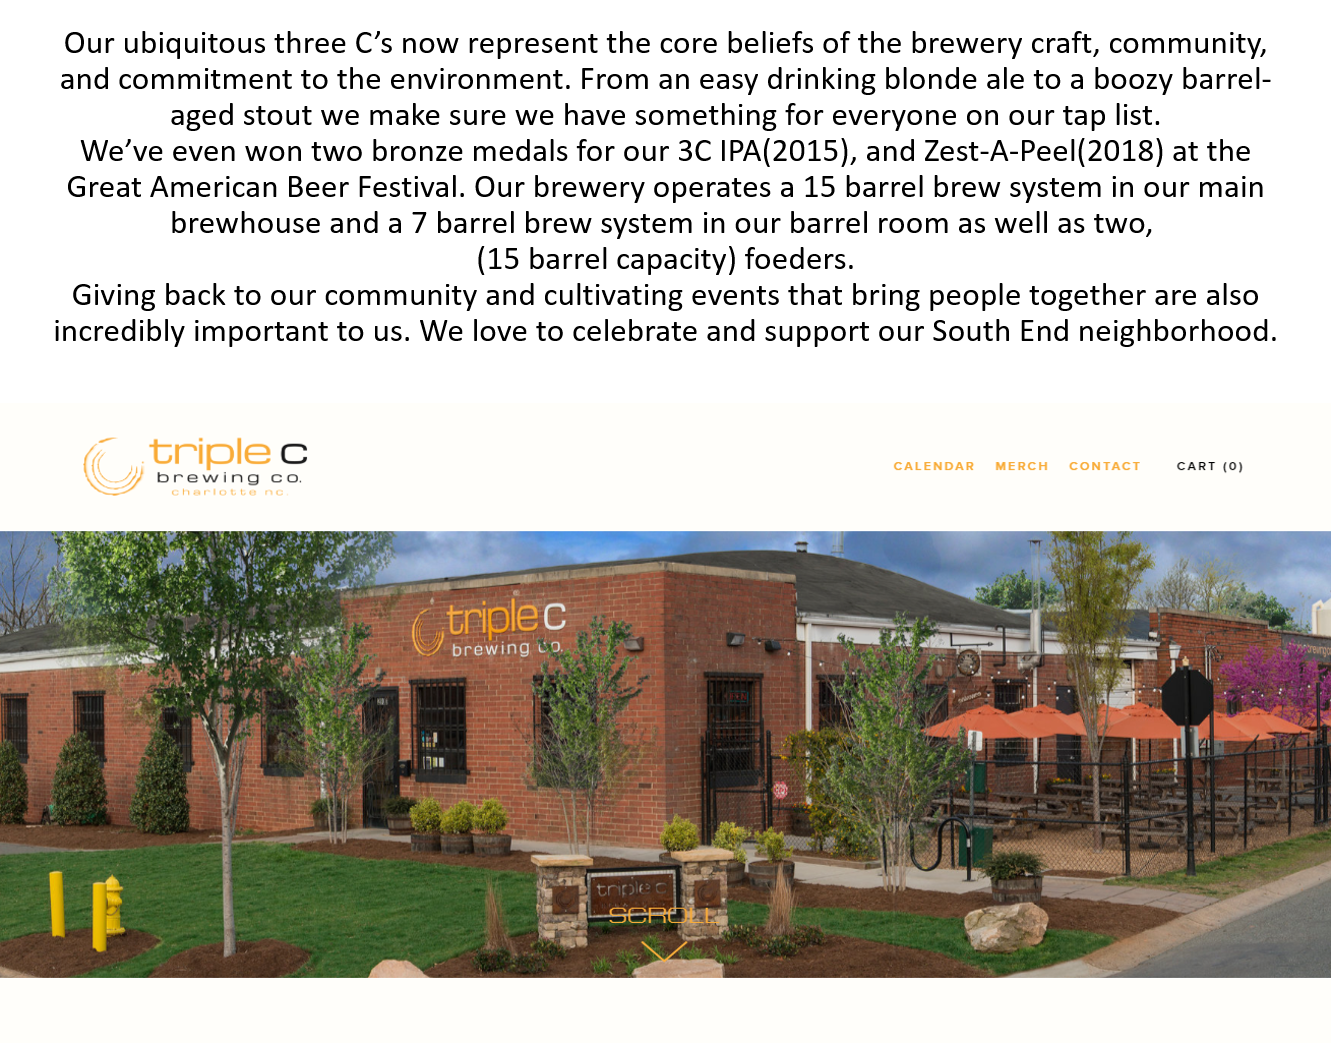 Our ubiquitous three C’s now represent the core beliefs of the brewery craft, community,
and commitment to the environment. From an easy drinking blonde ale to a boozy barrel-
aged stout we make sure we have something for everyone on our tap list.
We’ve even won two bronze medals for our 3C IPA(2015), and Zest-A-Peel(2018) at the
Great American Beer Festival. Our brewery operates a 15 barrel brew system in our main
brewhouse and a 7 barrel brew system in our barrel room as well as two,
(15 barrel capacity) foeders.
Giving back to our community and cultivating events that bring people together are also
incredibly important to us. We love to celebrate and support our South End neighborhood.
triple C
brewing co.
charlotte nc.
CALENDAR MERCH CONTACT CART (0)
triple C
brewing co.
triple c
SCROLL